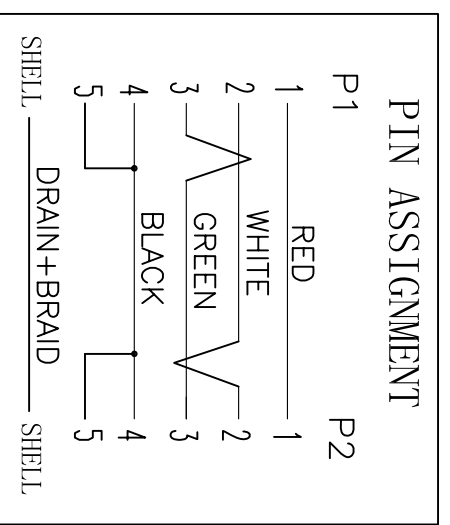 PIN ASSIGNMENT
P1 P2
1 RED 1
2 WHITE 2
3 GREEN 3
4 BLACK 4
5 5
SHELL DRAIN+BRAID SHELL